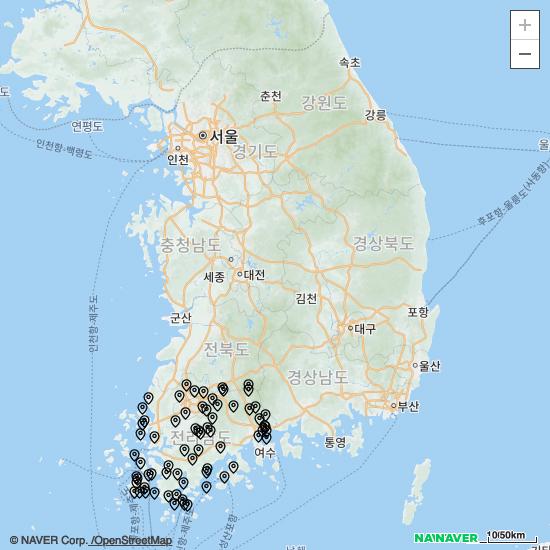 +
−
속초
춘천
강원도
강릉
도
연평도
서울
인천
경기도
울
인천항-백령도
후포항-울릉도(사동항)
충청남도
경상북도
세종
대전
김천
인천항-제주도
군산
포항
대구
전북도
울산
경상남도
부산
전라남도
통영
여수
© NAVER Corp. /OpenStreetMap
NAVER
10/50km